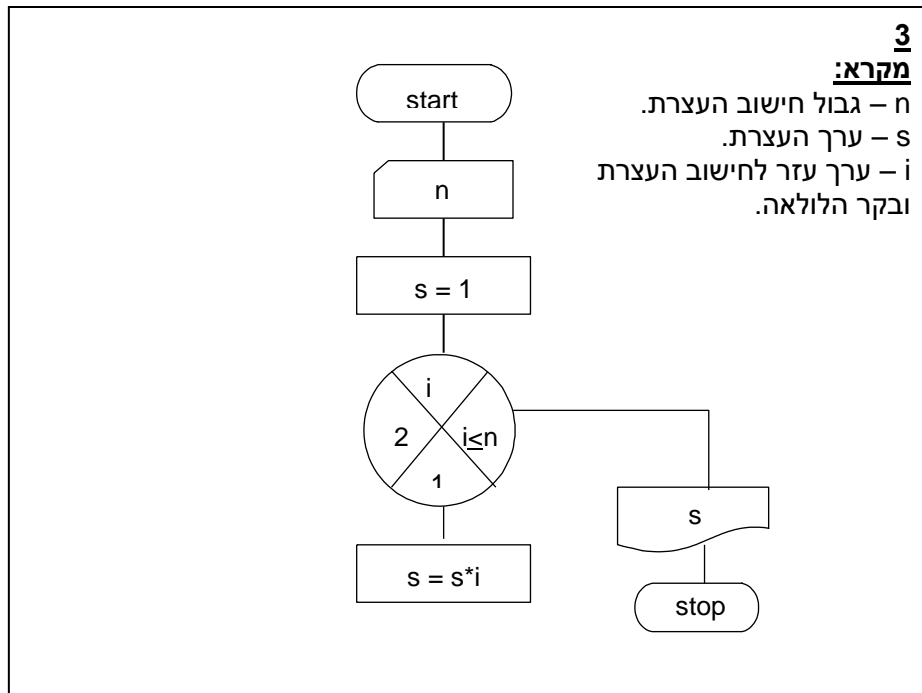 3
מקרא:
n – גבול חישוב העצרת.
s – ערך העצרת.
i – ערך עזר לחישוב העצרת
ובקר הלולאה.
start
n
s = 1
i
2
i≤n
1
s = s*i
s
stop